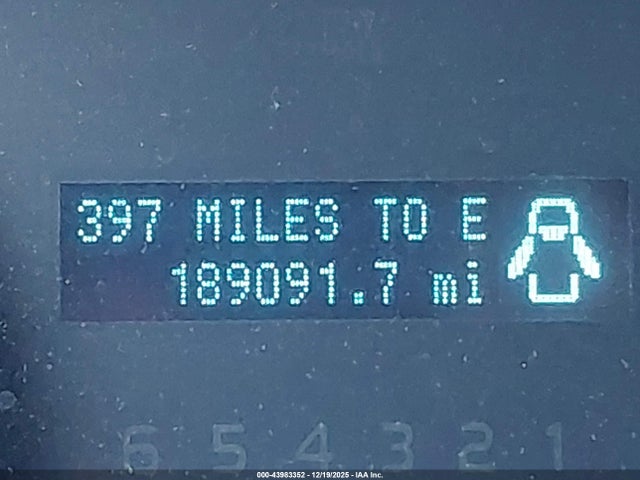 397 MILES TO E
189091.7 mi
6 5 4 3 2 1
000-43983352 - 12/19/2025 - IAA Inc.